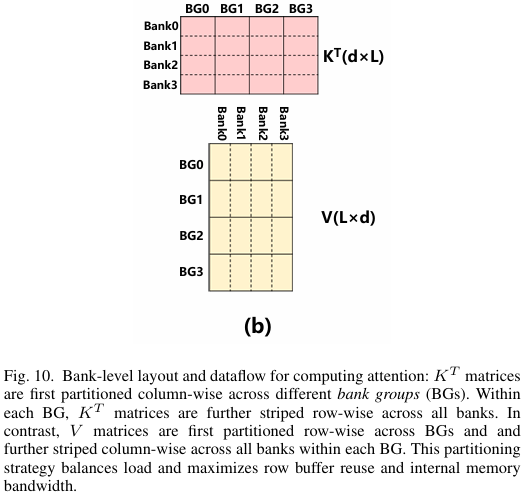 BG0 BG1 BG2 BG3
Bank0
Bank1
Bank2
Bank3
K^T(d×L)
Bank0 Bank1 Bank2 Bank3
BG0
BG1
BG2
BG3
V(L×d)
(b)
Fig. 10. Bank-level layout and dataflow for computing attention: K^T matrices
are first partitioned column-wise across different bank groups (BGs). Within
each BG, K^T matrices are further striped row-wise across all banks. In
contrast, V matrices are first partitioned row-wise across BGs and and
further striped column-wise across all banks within each BG. This partitioning
strategy balances load and maximizes row buffer reuse and internal memory
bandwidth.